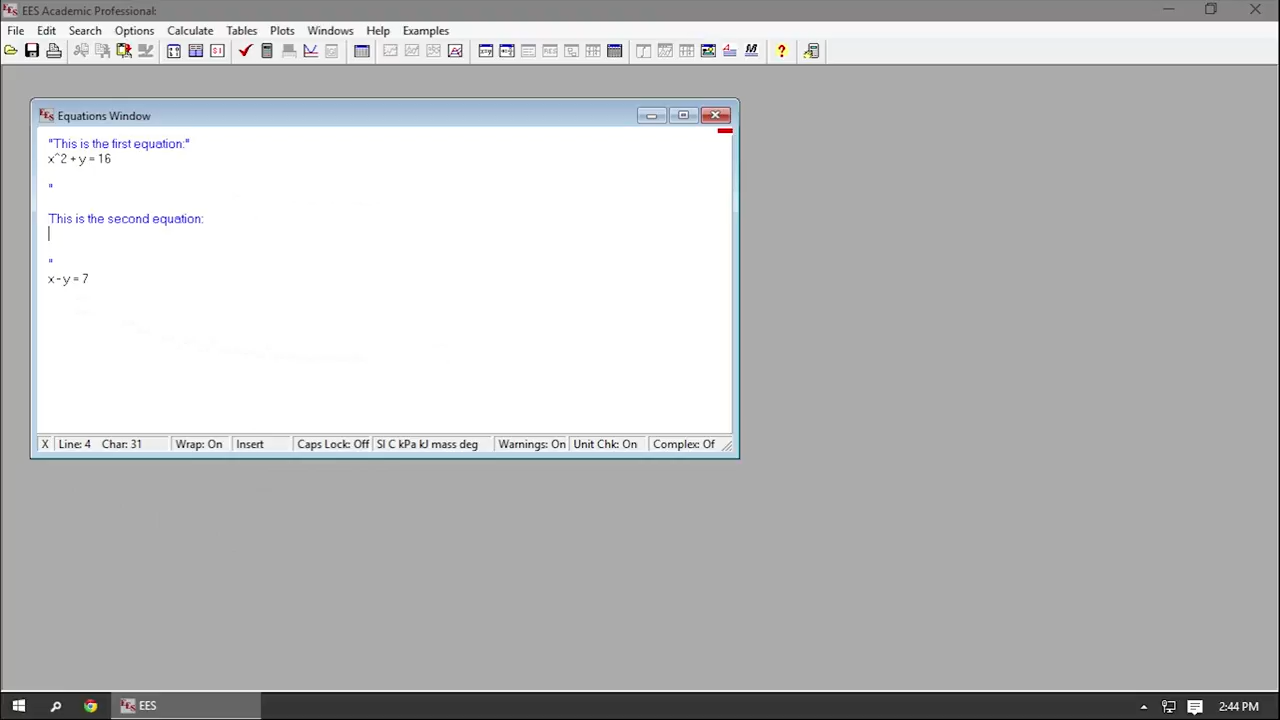 EES Academic Professional:
File Edit Search Options Calculate Tables Plots Windows Help Examples
Equations Window
"This is the first equation:"
x^2 + y = 16
"
This is the second equation:
"
x - y = 7
X Line: 4 Char: 31 Wrap: On Insert Caps Lock: Off SI C kPa kJ mass deg Warnings: On Unit Chk: On Complex: Of
EES 2:44 PM